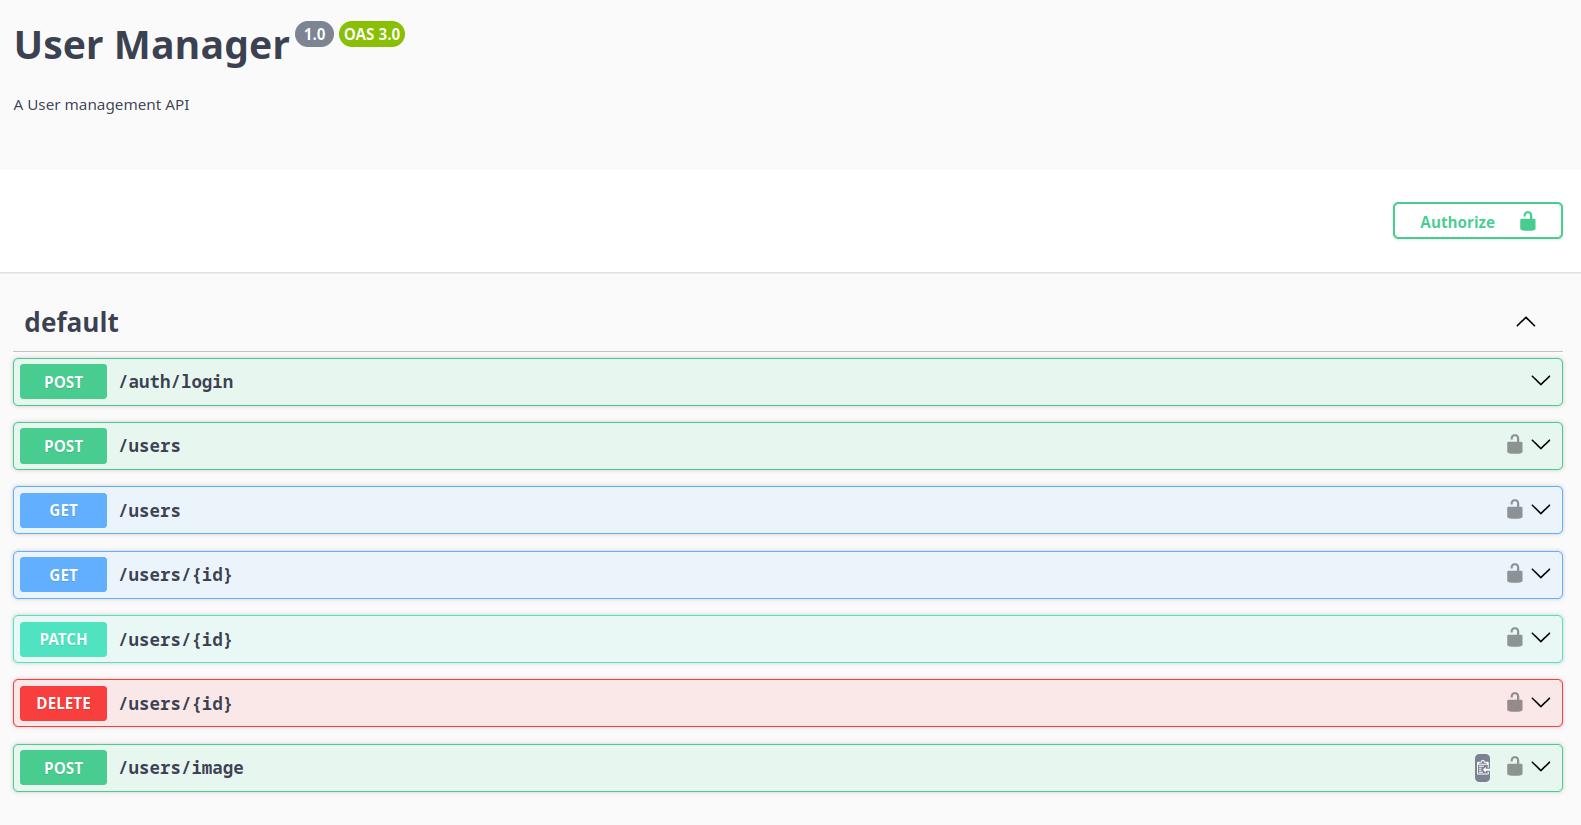 User Manager 1.0 OAS 3.0
A User management API
Authorize
default
POST /auth/login
POST /users
GET /users
GET /users/{id}
PATCH /users/{id}
DELETE /users/{id}
POST /users/image